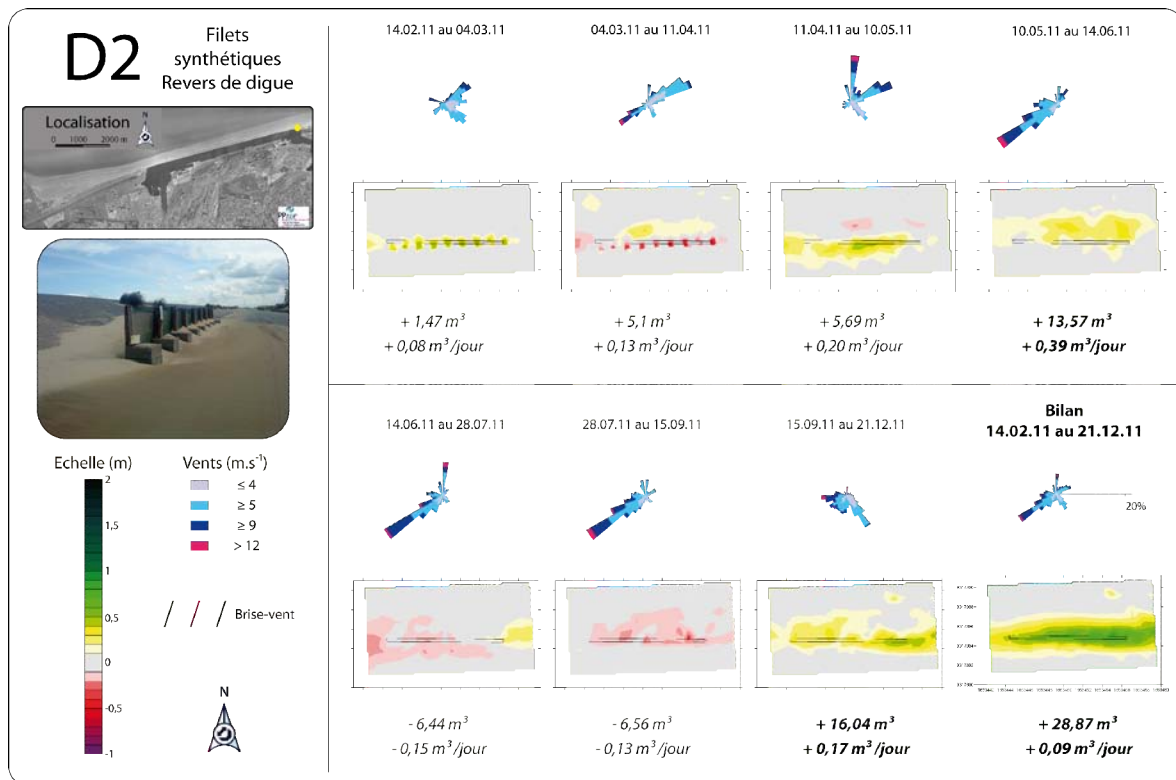 D2
Filets
synthétiques
Revers de digue
Localisation
0 1000 2000 m
Echelle (m)
2
1,5
1
0,5
0
-0,5
-1
Vents (m.s⁻¹)
≤ 4
≥ 5
≥ 9
> 12
Brise-vent
N
14.02.11 au 04.03.11
+ 1,47 m³
+ 0,08 m³/jour
04.03.11 au 11.04.11
+ 5,1 m³
+ 0,13 m³/jour
11.04.11 au 10.05.11
+ 5,69 m³
+ 0,20 m³/jour
10.05.11 au 14.06.11
+ 13,57 m³
+ 0,39 m³/jour
14.06.11 au 28.07.11
- 6,44 m³
- 0,15 m³/jour
28.07.11 au 15.09.11
- 6,56 m³
- 0,13 m³/jour
15.09.11 au 21.12.11
+ 16,04 m³
+ 0,17 m³/jour
Bilan
14.02.11 au 21.12.11
20%
+ 28,87 m³
+ 0,09 m³/jour